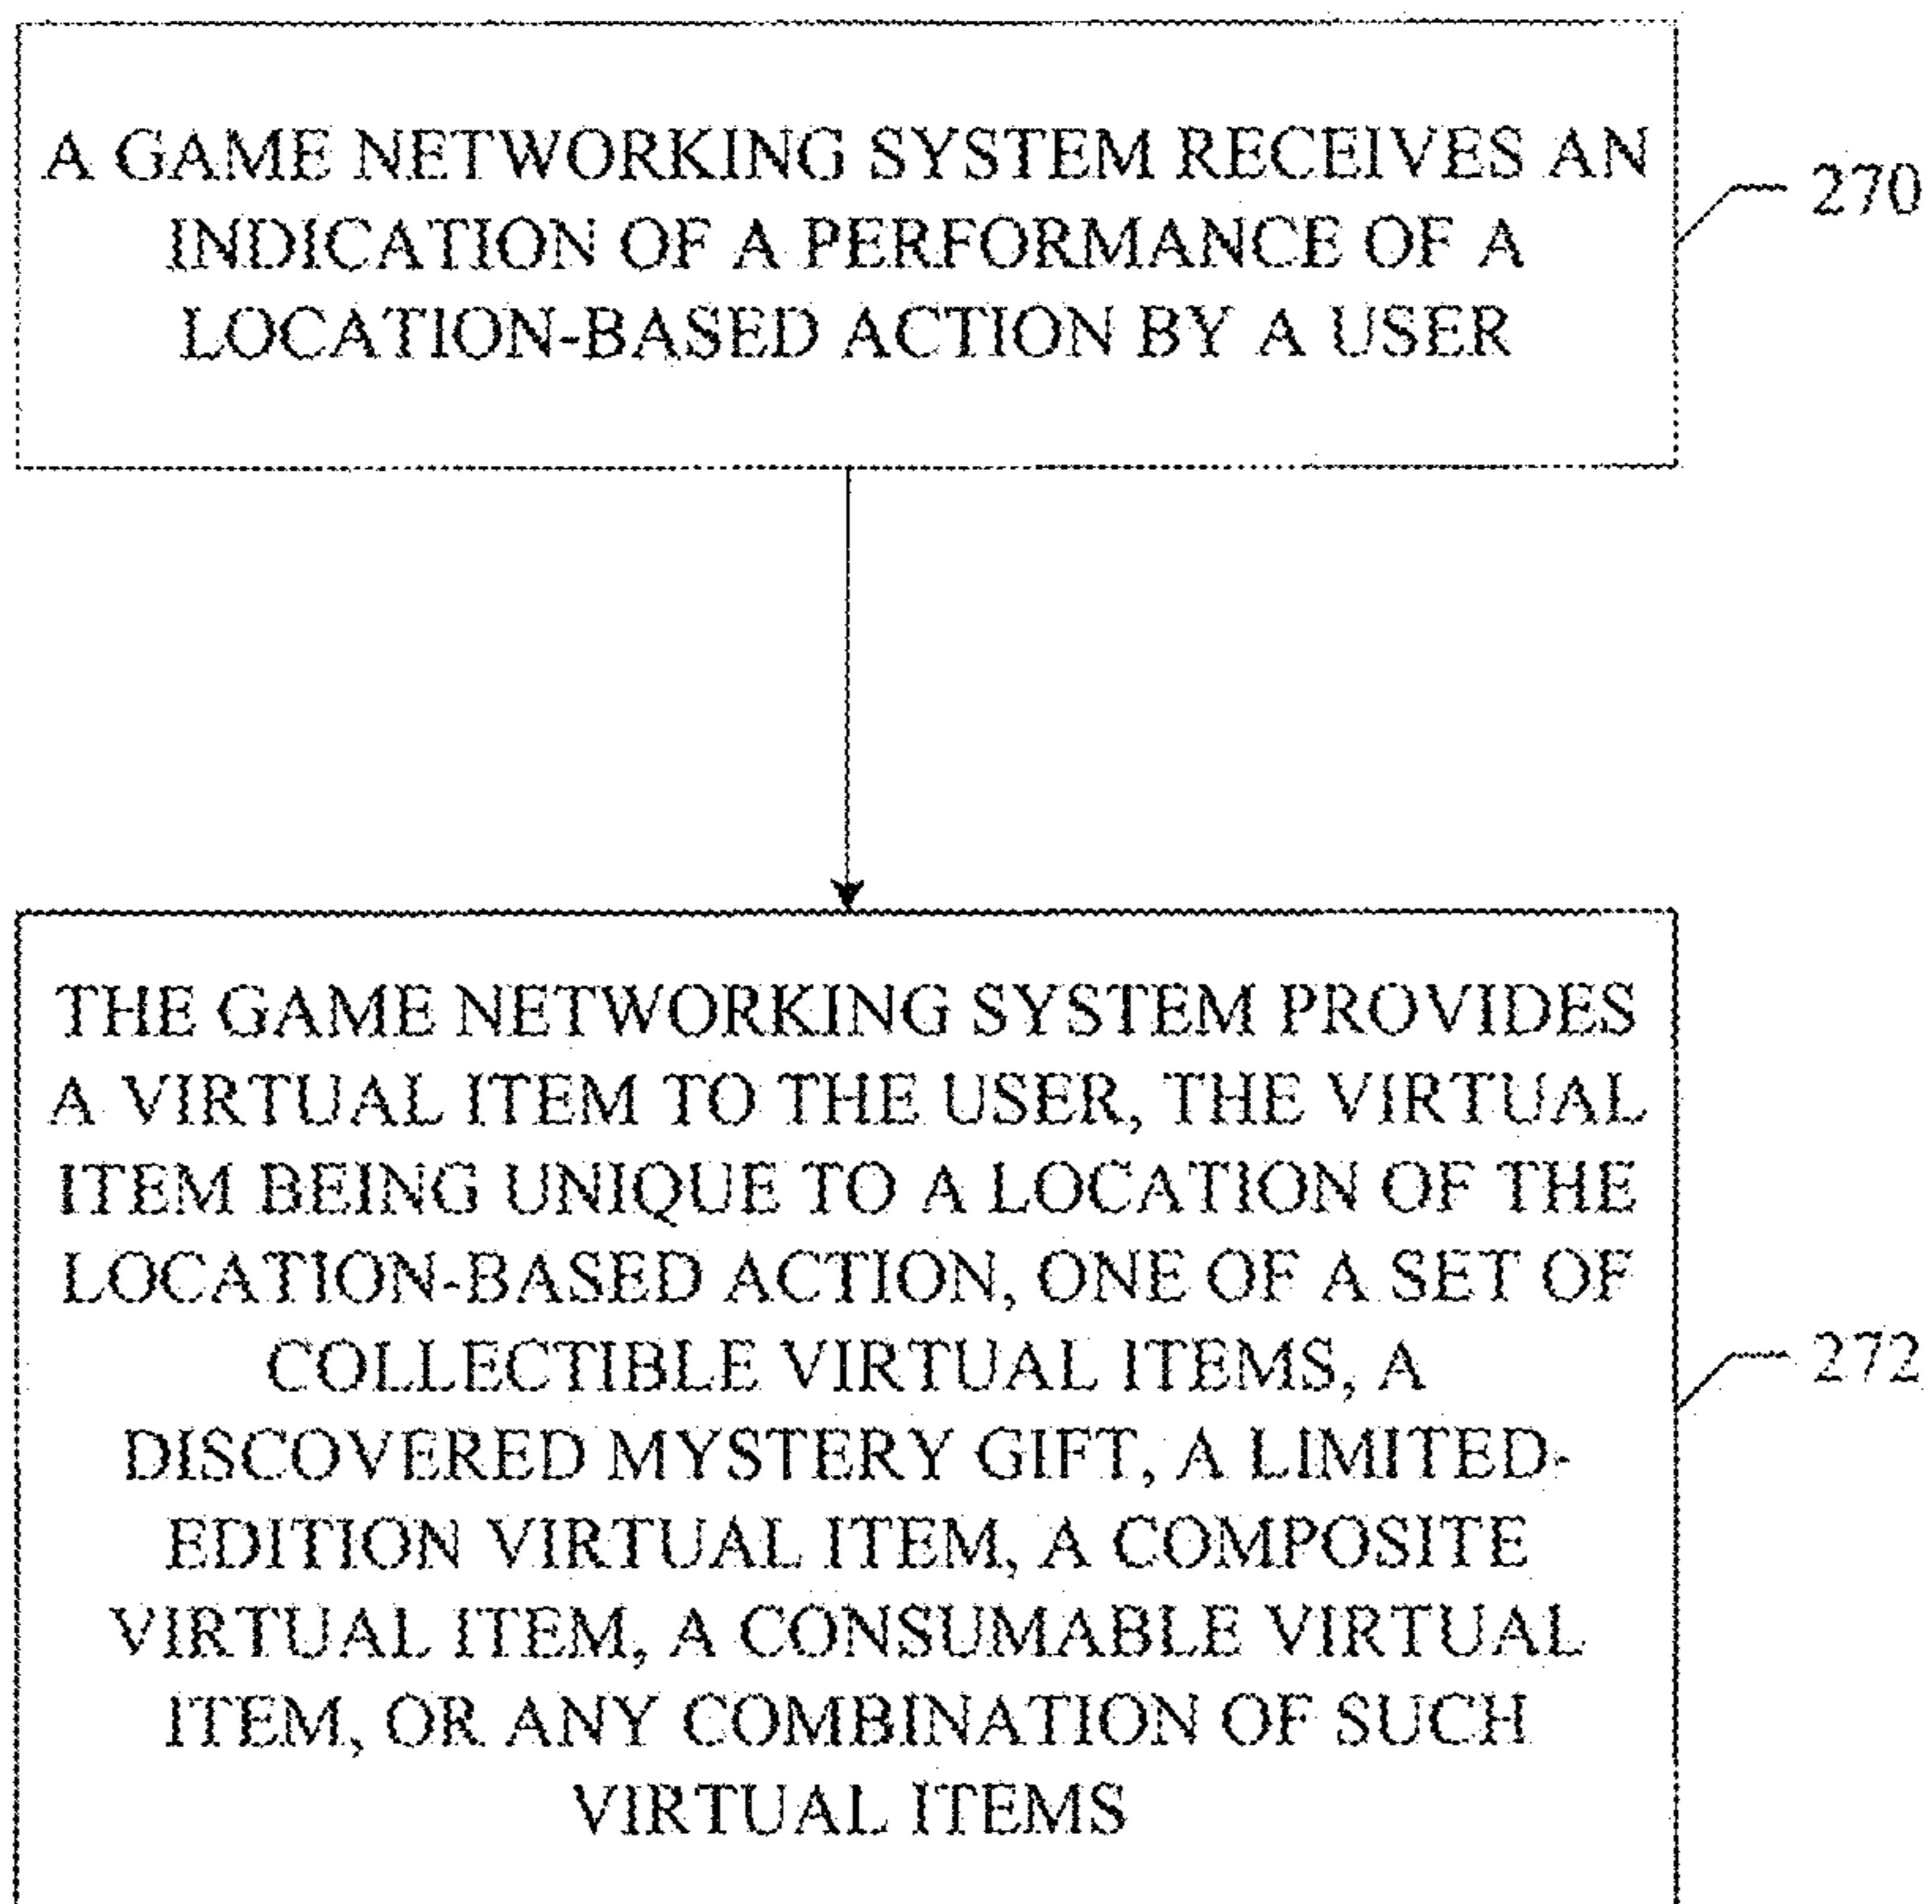 A GAME NETWORKING SYSTEM RECEIVES AN
INDICATION OF A PERFORMANCE OF A
LOCATION-BASED ACTION BY A USER
270
THE GAME NETWORKING SYSTEM PROVIDES
A VIRTUAL ITEM TO THE USER, THE VIRTUAL
ITEM BEING UNIQUE TO A LOCATION OF THE
LOCATION-BASED ACTION, ONE OF A SET OF
COLLECTIBLE VIRTUAL ITEMS, A
DISCOVERED MYSTERY GIFT, A LIMITED-
EDITION VIRTUAL ITEM, A COMPOSITE
VIRTUAL ITEM, A CONSUMABLE VIRTUAL
ITEM, OR ANY COMBINATION OF SUCH
VIRTUAL ITEMS
272